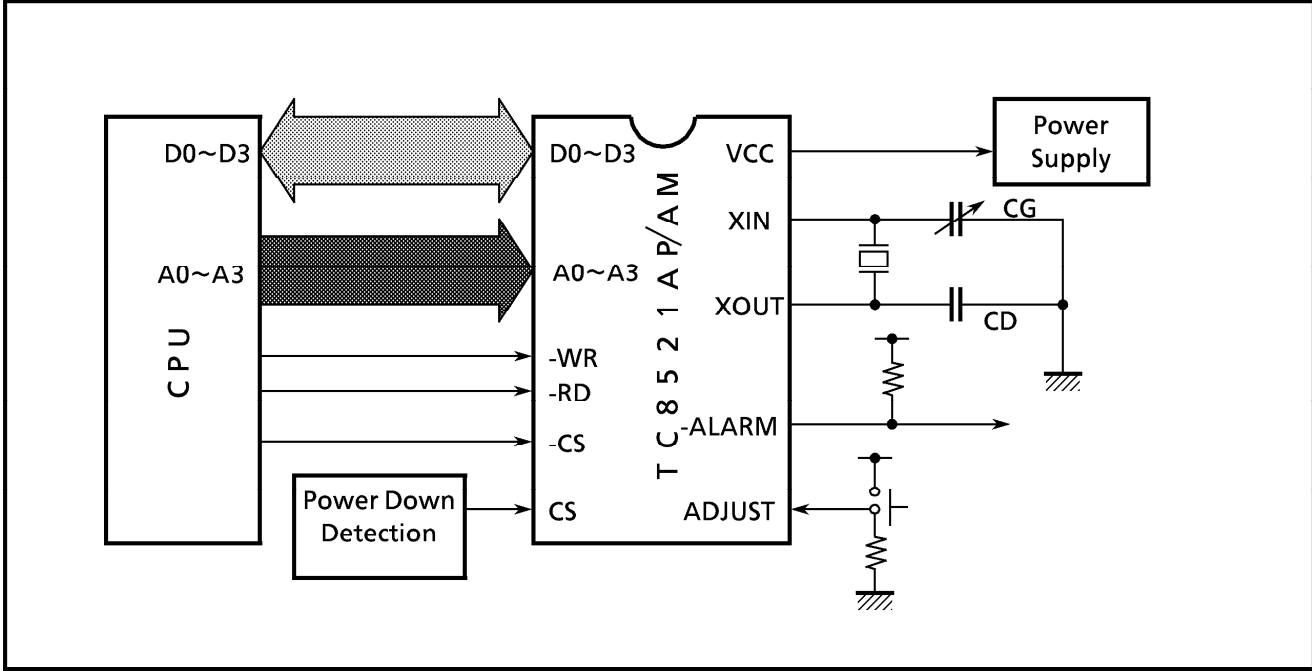 CPU
D0~D3
A0~A3
D0~D3
A0~A3
-WR
-RD
-CS
CS
Power Down
Detection
TC8521AP/AM
VCC
XIN
XOUT
-ALARM
ADJUST
Power
Supply
CG
CD